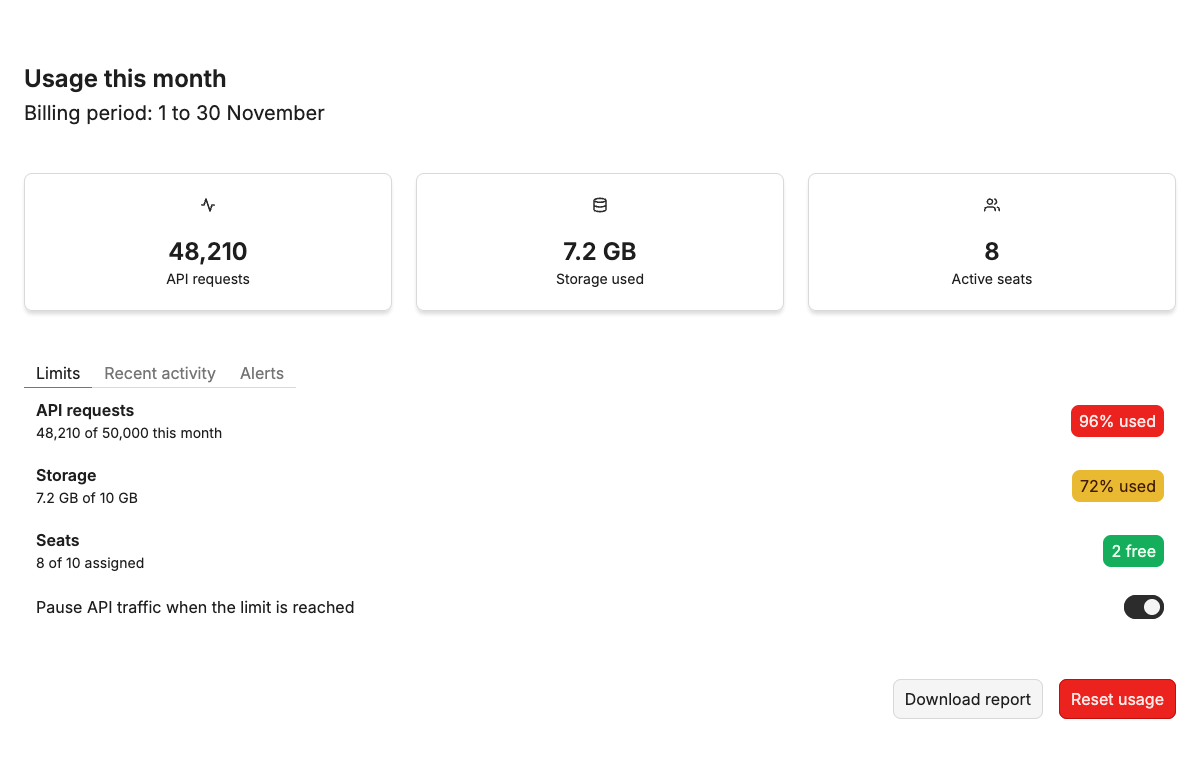 Usage this month
Billing period: 1 to 30 November
48,210
API requests
7.2 GB
Storage used
8
Active seats
Limits Recent activity Alerts
API requests
48,210 of 50,000 this month
96% used
Storage
7.2 GB of 10 GB
72% used
Seats
8 of 10 assigned
2 free
Pause API traffic when the limit is reached
Download report Reset usage